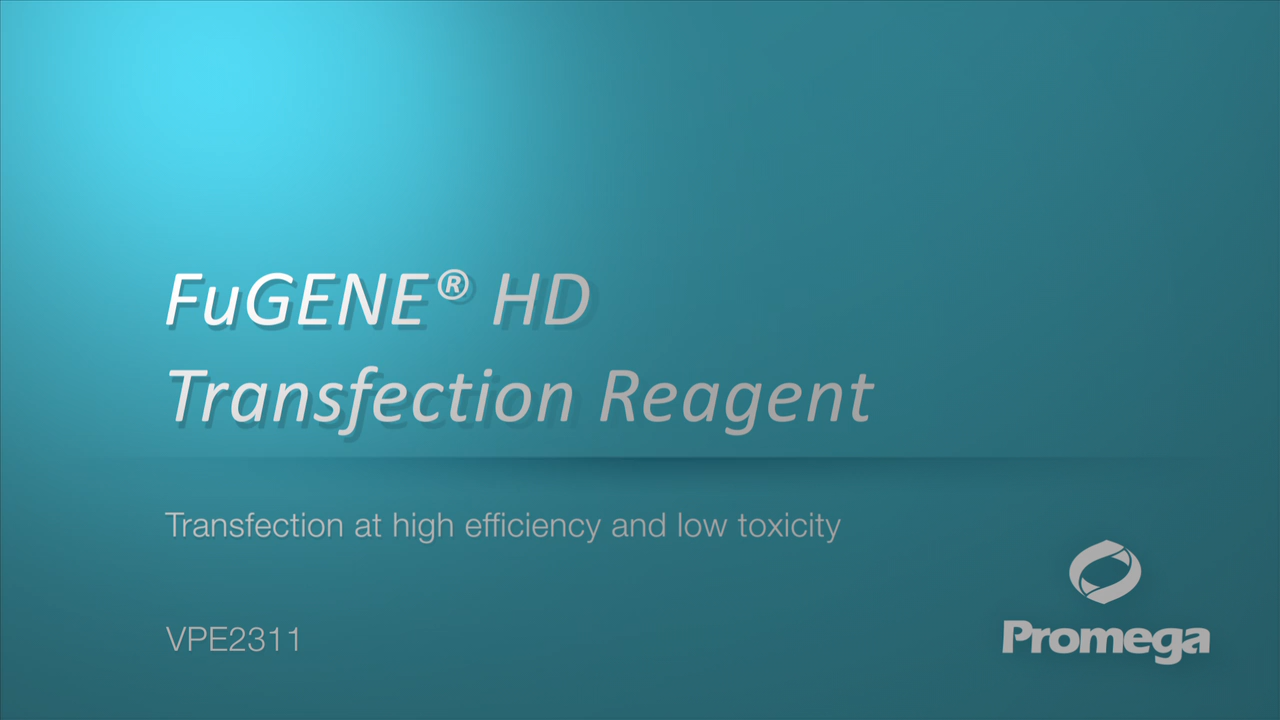 FuGENE® HD
Transfection Reagent
Transfection at high efficiency and low toxicity
VPE2311
Promega